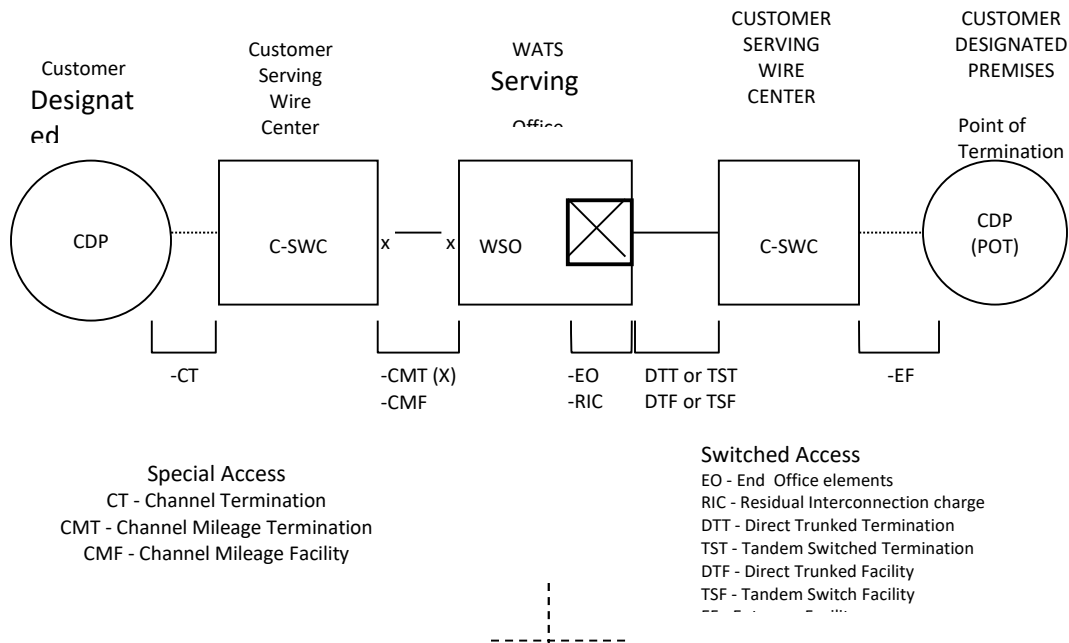 Customer
Designat
ed
Customer
Serving
Wire
Center
WATS
Serving
Office
CUSTOMER
SERVING
WIRE
CENTER
CUSTOMER
DESIGNATED
PREMISES
Point of
Termination
CDP
C-SWC
x
x
WSO
C-SWC
CDP
(POT)
-CT
-CMT (X)
-CMF
-EO
-RIC
DTT or TST
DTF or TSF
-EF
Special Access
CT - Channel Termination
CMT - Channel Mileage Termination
CMF - Channel Mileage Facility
Switched Access
EO - End Office elements
RIC - Residual Interconnection charge
DTT - Direct Trunked Termination
TST - Tandem Switched Termination
DTF - Direct Trunked Facility
TSF - Tandem Switch Facility